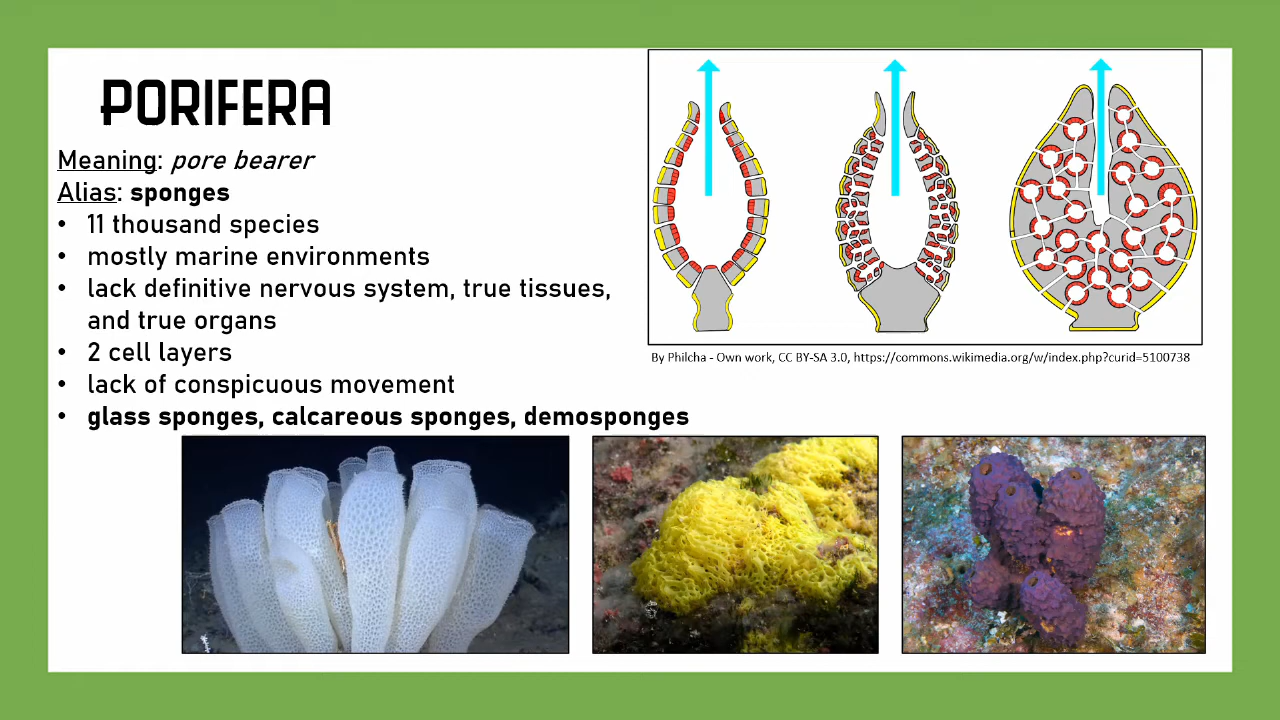 PORIFERA
Meaning: pore bearer
Alias: sponges
• 11 thousand species
• mostly marine environments
• lack definitive nervous system, true tissues,
and true organs
• 2 cell layers
• lack of conspicuous movement
• glass sponges, calcareous sponges, demosponges
By Philcha - Own work, CC BY-SA 3.0, https://commons.wikimedia.org/w/index.php?curid=5100738